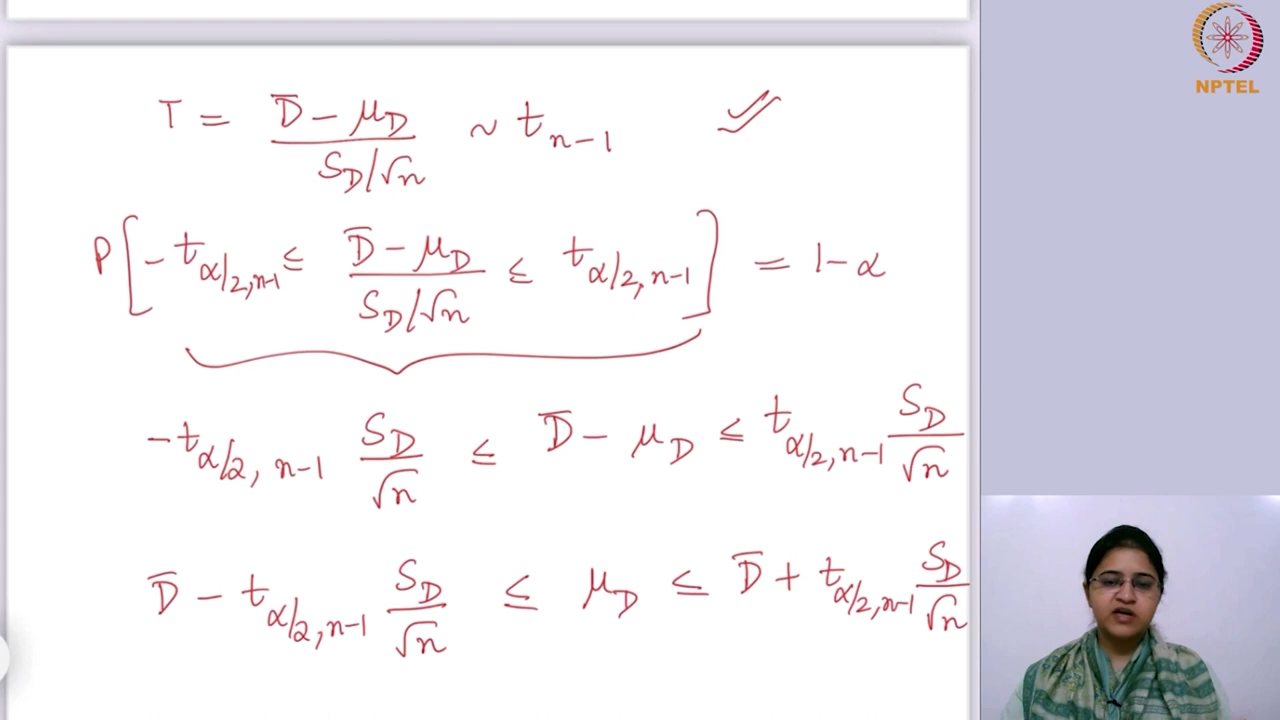 T = (D̄ − μ_D) / (S_D/√n) ~ t_{n−1}
NPTEL
P[−t_{α/2,n−1} ≤ (D̄ − μ_D) / (S_D/√n) ≤ t_{α/2,n−1}] = 1−α
−t_{α/2,n−1} S_D/√n ≤ D̄ − μ_D ≤ t_{α/2,n−1} S_D/√n
D̄ − t_{α/2,n−1} S_D/√n ≤ μ_D ≤ D̄ + t_{α/2,n−1} S_D/√n